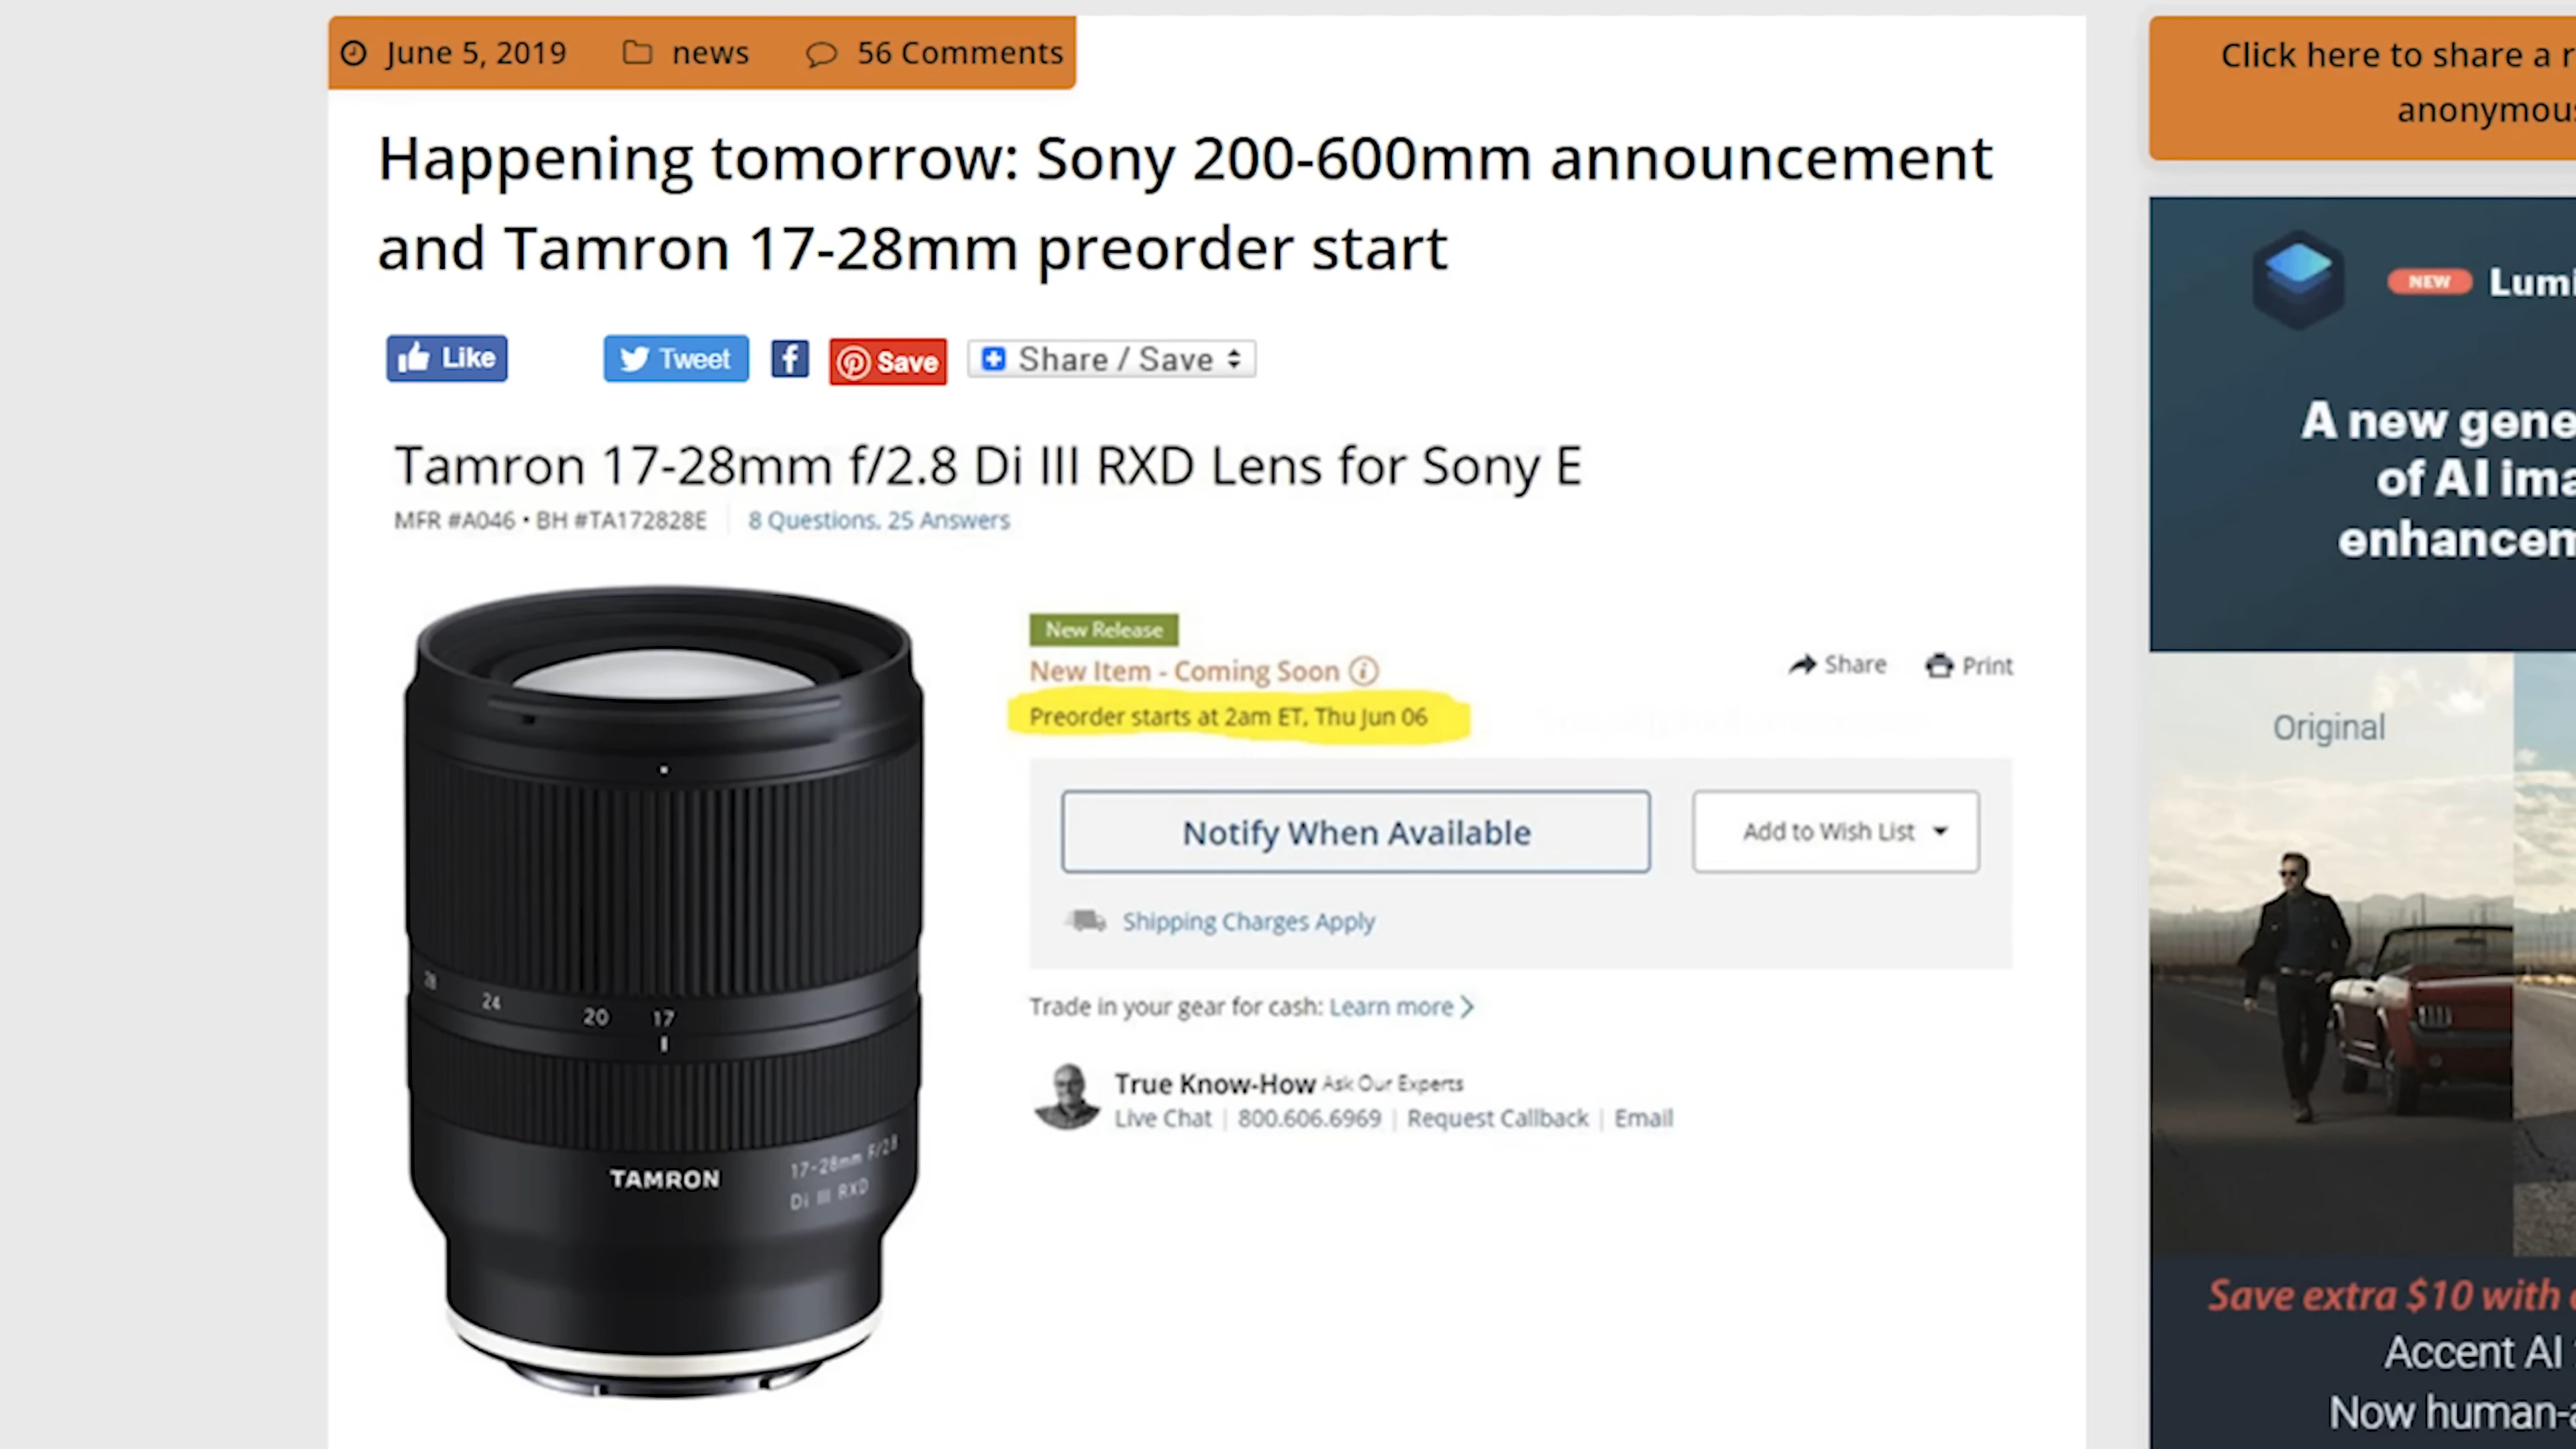 June 5, 2019 news 56 Comments
Happening tomorrow: Sony 200-600mm announcement
and Tamron 17-28mm preorder start
Like Tweet f Save Share / Save
Tamron 17-28mm f/2.8 Di III RXD Lens for Sony E
MFR #A046 • BH #TA172828E 8 Questions, 25 Answers
New Release
New Item - Coming Soon
Share Print
Preorder starts at 2am ET, Thu Jun 06
Notify When Available
Add to Wish List
Shipping Charges Apply
Trade in your gear for cash: Learn more
True Know-How Ask Our Experts
Live Chat | 800.606.6969 | Request Callback | Email
28 24 20 17
TAMRON
17-28mm F/2.8
Di III RXD
Click here to share a
NEW
A new
of AI
Original
Save extra $10 with
Accent AI
Now